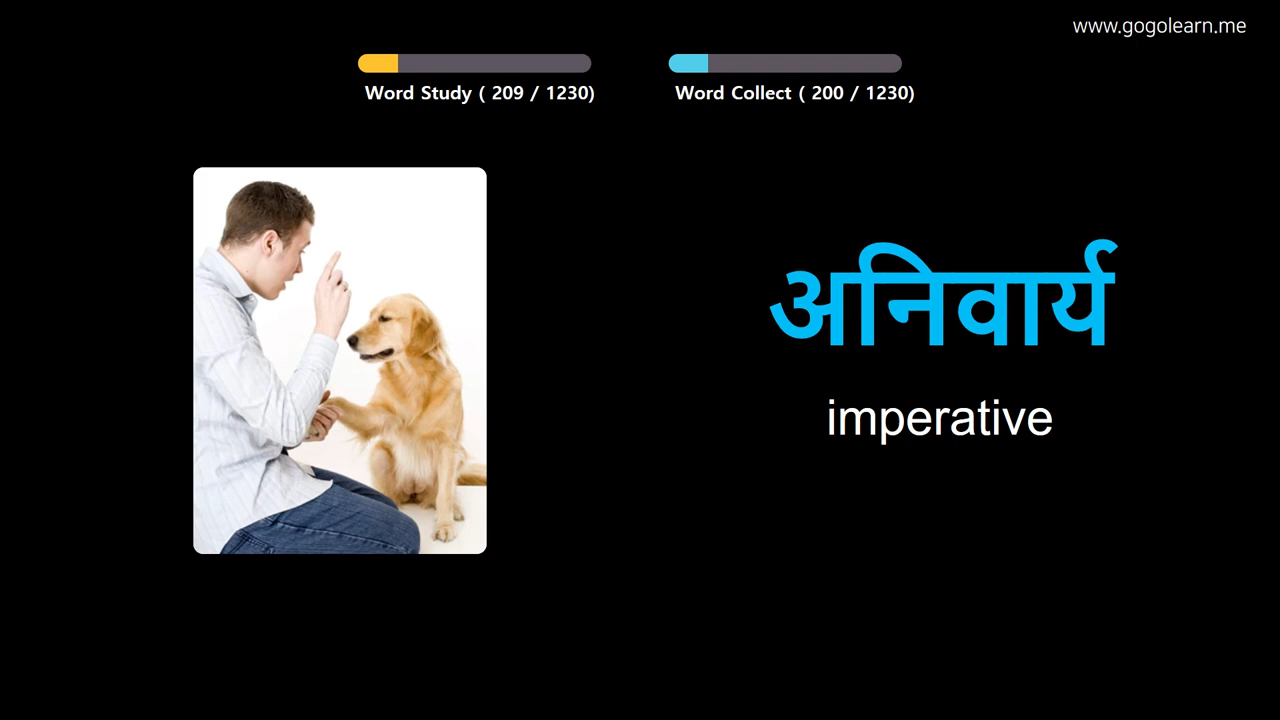 www.gogolearn.me
Word Study ( 209 / 1230)
Word Collect ( 200 / 1230)
अनिवार्य
imperative